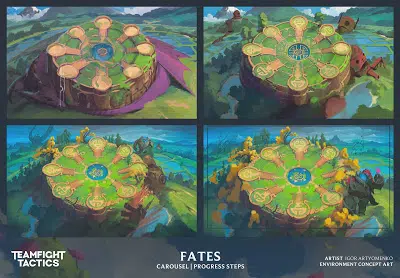 TEAMFIGHT
TACTICS
FATES
CAROUSEL | PROGRESS STEPS
ARTIST IGOR ARTYOMENKO
ENVIRONMENT CONCEPT ART